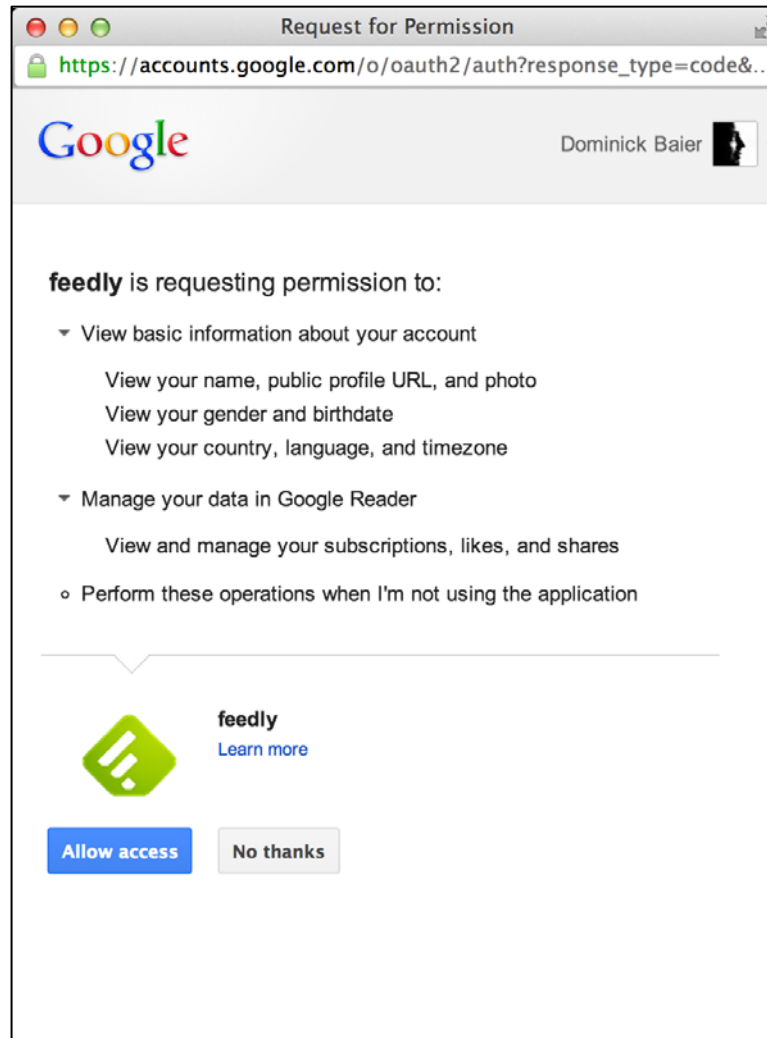 Request for Permission
https://accounts.google.com/o/oauth2/auth?response_type=code&...
Google
Dominick Baier
feedly is requesting permission to:
View basic information about your account
View your name, public profile URL, and photo
View your gender and birthdate
View your country, language, and timezone
Manage your data in Google Reader
View and manage your subscriptions, likes, and shares
Perform these operations when I'm not using the application
feedly
Learn more
Allow access
No thanks